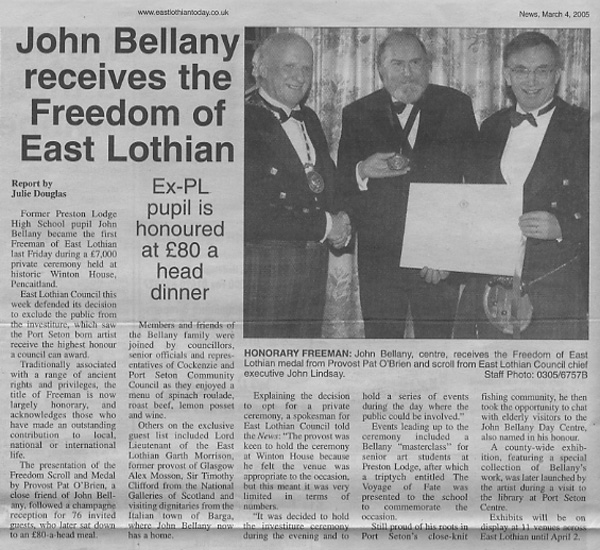 www.eastlothiantoday.co.uk
News, March 4, 2005
John Bellany
receives the
Freedom of
East Lothian
Report by
Julie Douglas
Ex-PL
pupil is
honoured
at £80 a
head
dinner
Former Preston Lodge
High School pupil John
Bellany became the first
Freeman of East Lothian
last Friday during a £7,000
private ceremony held at
historic Winton House,
Pencaitland.
East Lothian Council this
week defended its decision
to exclude the public from
the investiture, which saw
the Port Seton born artist
receive the highest honour
a council can award.
Traditionally associated
with a range of ancient
rights and privileges, the
title of Freeman is now
largely honorary, and
acknowledges those who
have made an outstanding
contribution to local,
national or international
life.
The presentation of the
Freedom Scroll and Medal
by Provost Pat O'Brien, a
close friend of John Bell-
any, followed a champagne
reception for 76 invited
guests, who later sat down
to an £80-a-head meal.
Members and friends of
the Bellany family were
joined by councillors,
senior officials and repres-
entatives of Cockenzie and
Port Seton Community
Council as they enjoyed a
menu of spinach roulade,
roast beef, lemon posset
and wine.
Others on the exclusive
guest list included Lord
Lieutenant of the East
Lothian Garth Morrison,
former provost of Glasgow
Alex Mosson, Sir Timothy
Clifford from the National
Galleries of Scotland and
visiting dignitaries from the
Italian town of Barga,
where John Bellany now
has a home.
HONORARY FREEMAN: John Bellany, centre, receives the Freedom of East
Lothian medal from Provost Pat O'Brien and scroll from East Lothian Council chief
executive John Lindsay.
Staff Photo: 0305/6757B
Explaining the decision
to opt for a private
ceremony, a spokesman for
East Lothian Council told
the News: "The provost was
keen to hold the ceremony
at Winton House because
he felt the venue was
appropriate to the occasion,
but this meant it was very
limited in terms of
numbers.
"It was decided to hold
the investiture ceremony
during the evening and to
hold a series of events
during the day where the
public could be involved."
Events leading up to the
ceremony included a
Bellany "masterclass" for
senior art students at
Preston Lodge, after which
a triptych entitled The
Voyage of Fate was
presented to the school
to commemorate the
occasion.
Still proud of his roots in
Port Seton's close-knit
fishing community, he then
took the opportunity to chat
with elderly visitors to the
John Bellany Day Centre,
also named in his honour.
A county-wide exhib-
ition, featuring a special
collection of Bellany's
work, was later launched by
the artist during a visit to
the library at Port Seton
Centre.
Exhibits will be on
display at 11 venues across
East Lothian until April 2.